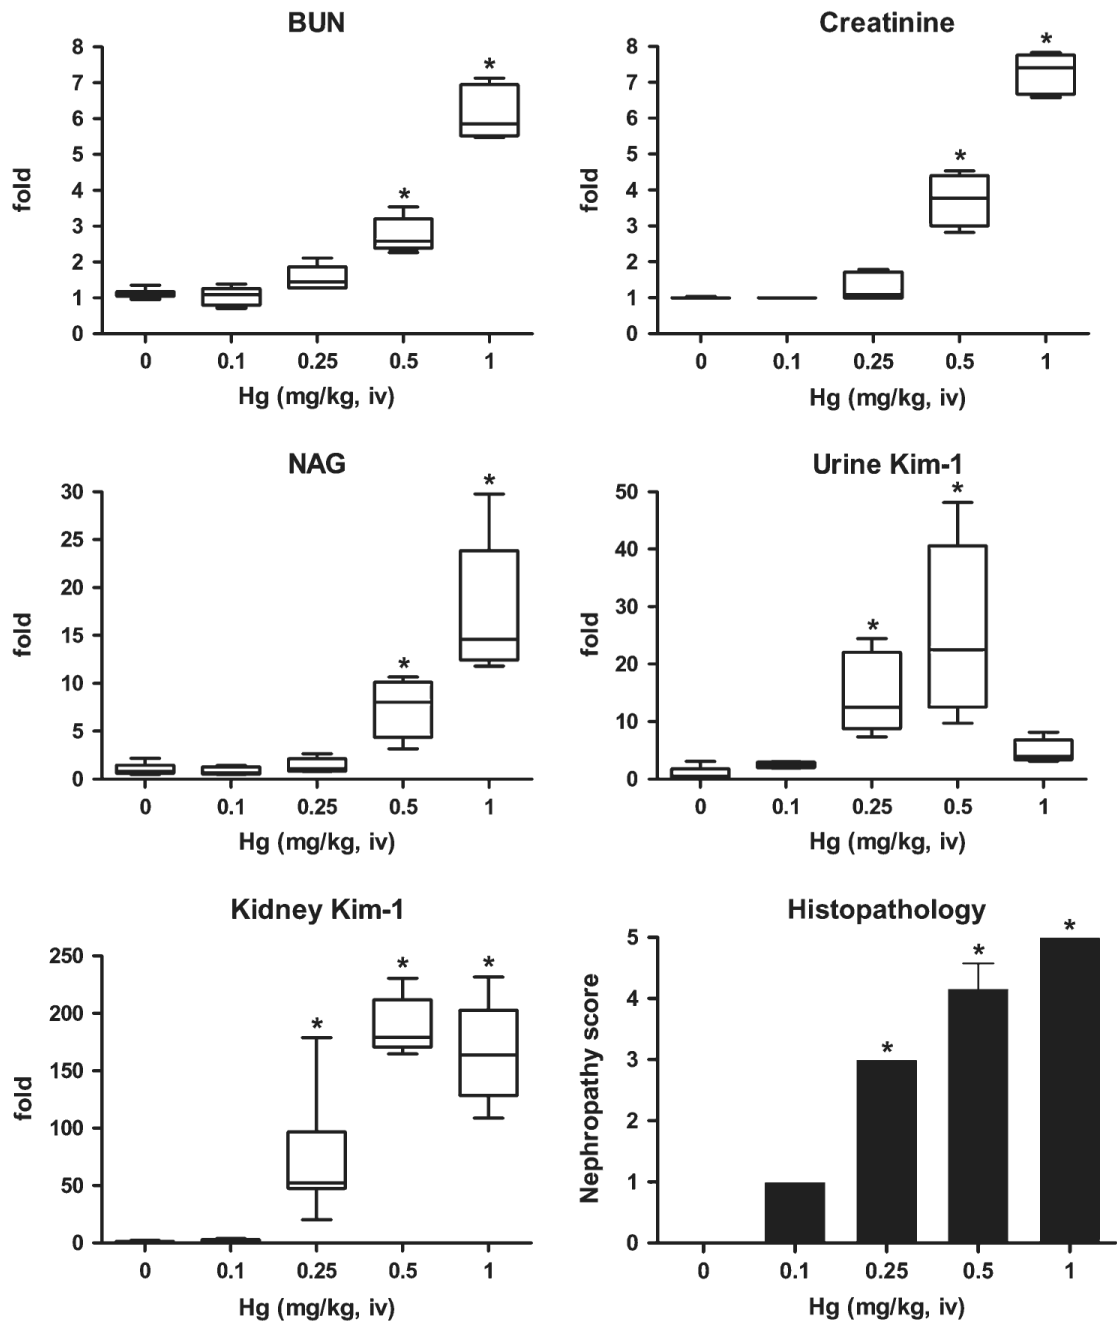 BUN
8
7
6
5
4
3
2
1
0
fold
*
*
0 0.1 0.25 0.5 1
Hg (mg/kg, iv)
Creatinine
8
7
6
5
4
3
2
1
0
fold
*
*
0 0.1 0.25 0.5 1
Hg (mg/kg, iv)
NAG
30
25
20
15
10
5
0
fold
*
*
0 0.1 0.25 0.5 1
Hg (mg/kg, iv)
Urine Kim-1
50
40
30
20
10
0
fold
*
*
0 0.1 0.25 0.5 1
Hg (mg/kg, iv)
Kidney Kim-1
250
200
150
100
50
0
fold
*
*
*
0 0.1 0.25 0.5 1
Hg (mg/kg, iv)
Histopathology
5
4
3
2
1
0
Nephropathy score
*
*
*
0 0.1 0.25 0.5 1
Hg (mg/kg, iv)